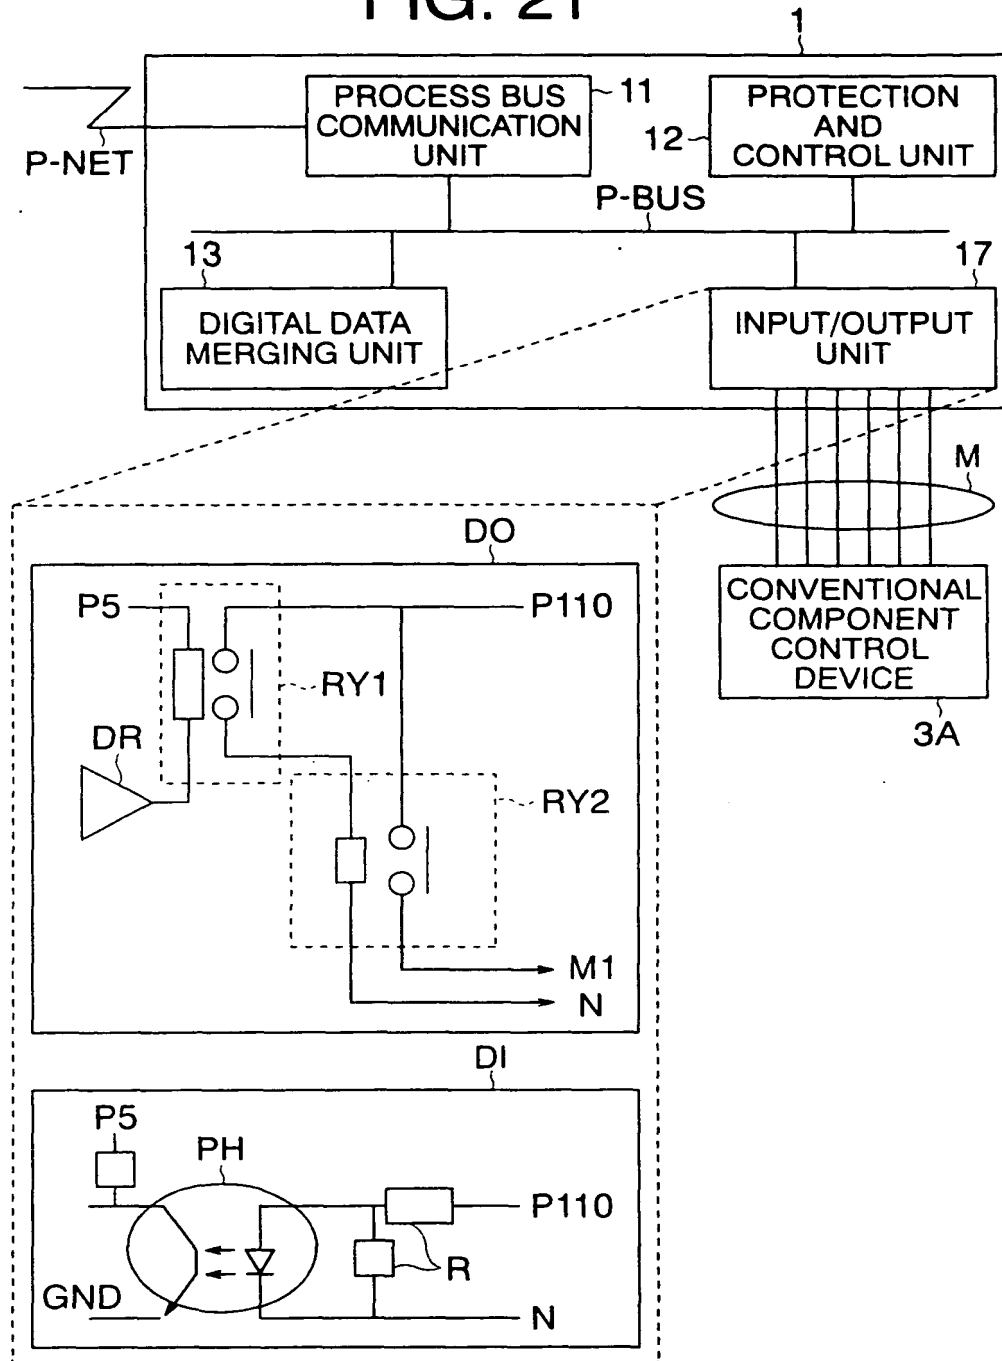 FIG. 21
1
PROCESS BUS
COMMUNICATION
UNIT
11
PROTECTION
AND
CONTROL UNIT
12
P-NET
P-BUS
13
17
DIGITAL DATA
MERGING UNIT
INPUT/OUTPUT
UNIT
M
DO
CONVENTIONAL
COMPONENT
CONTROL
DEVICE
3A
P5
P110
RY1
DR
RY2
M1
N
DI
P5
PH
P110
R
GND
N